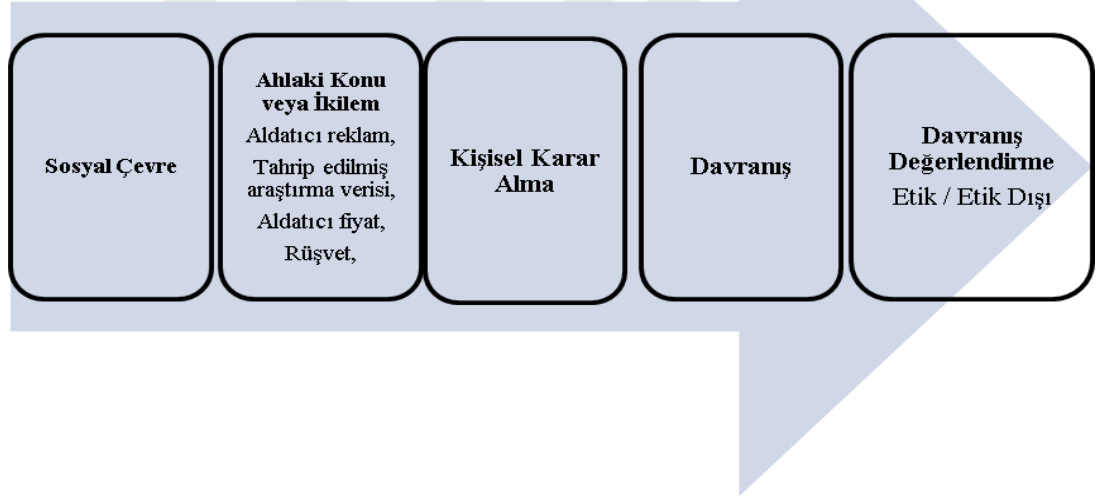 Sosyal Çevre
Ahlaki Konu
veya İkilem
Aldatıcı reklam,
Tahrip edilmiş
araştırma verisi,
Aldatıcı fiyat,
Rüşvet,
Kişisel Karar
Alma
Davranış
Davranış
Değerlendirme
Etik / Etik Dışı